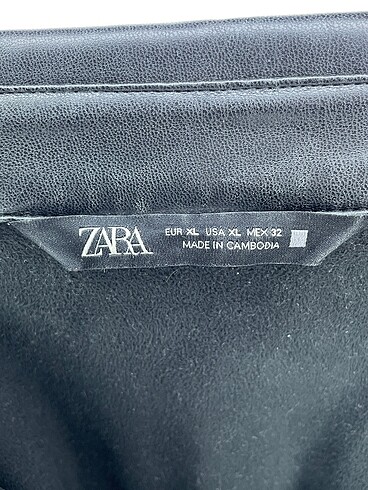 ZARA
EUR XL USA XL MEX 32
MADE IN CAMBODIA